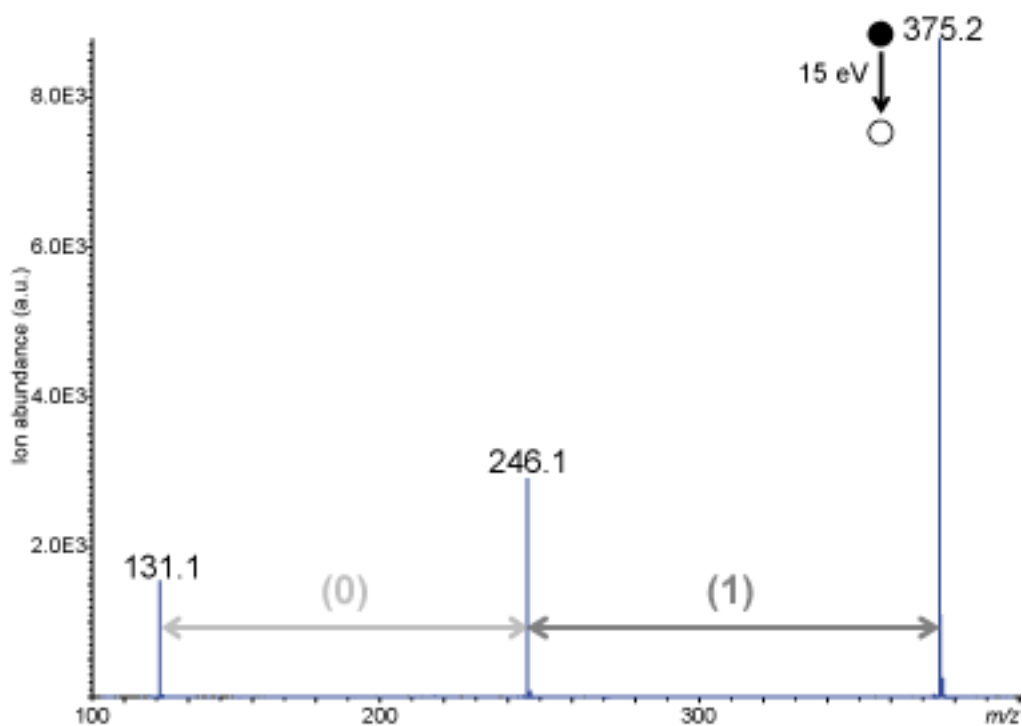 375.2
15 eV
8.0E3
6.0E3
Ion abundance (a.u.)
4.0E3
246.1
2.0E3
131.1
(0)
(1)
100
200
300
m/z